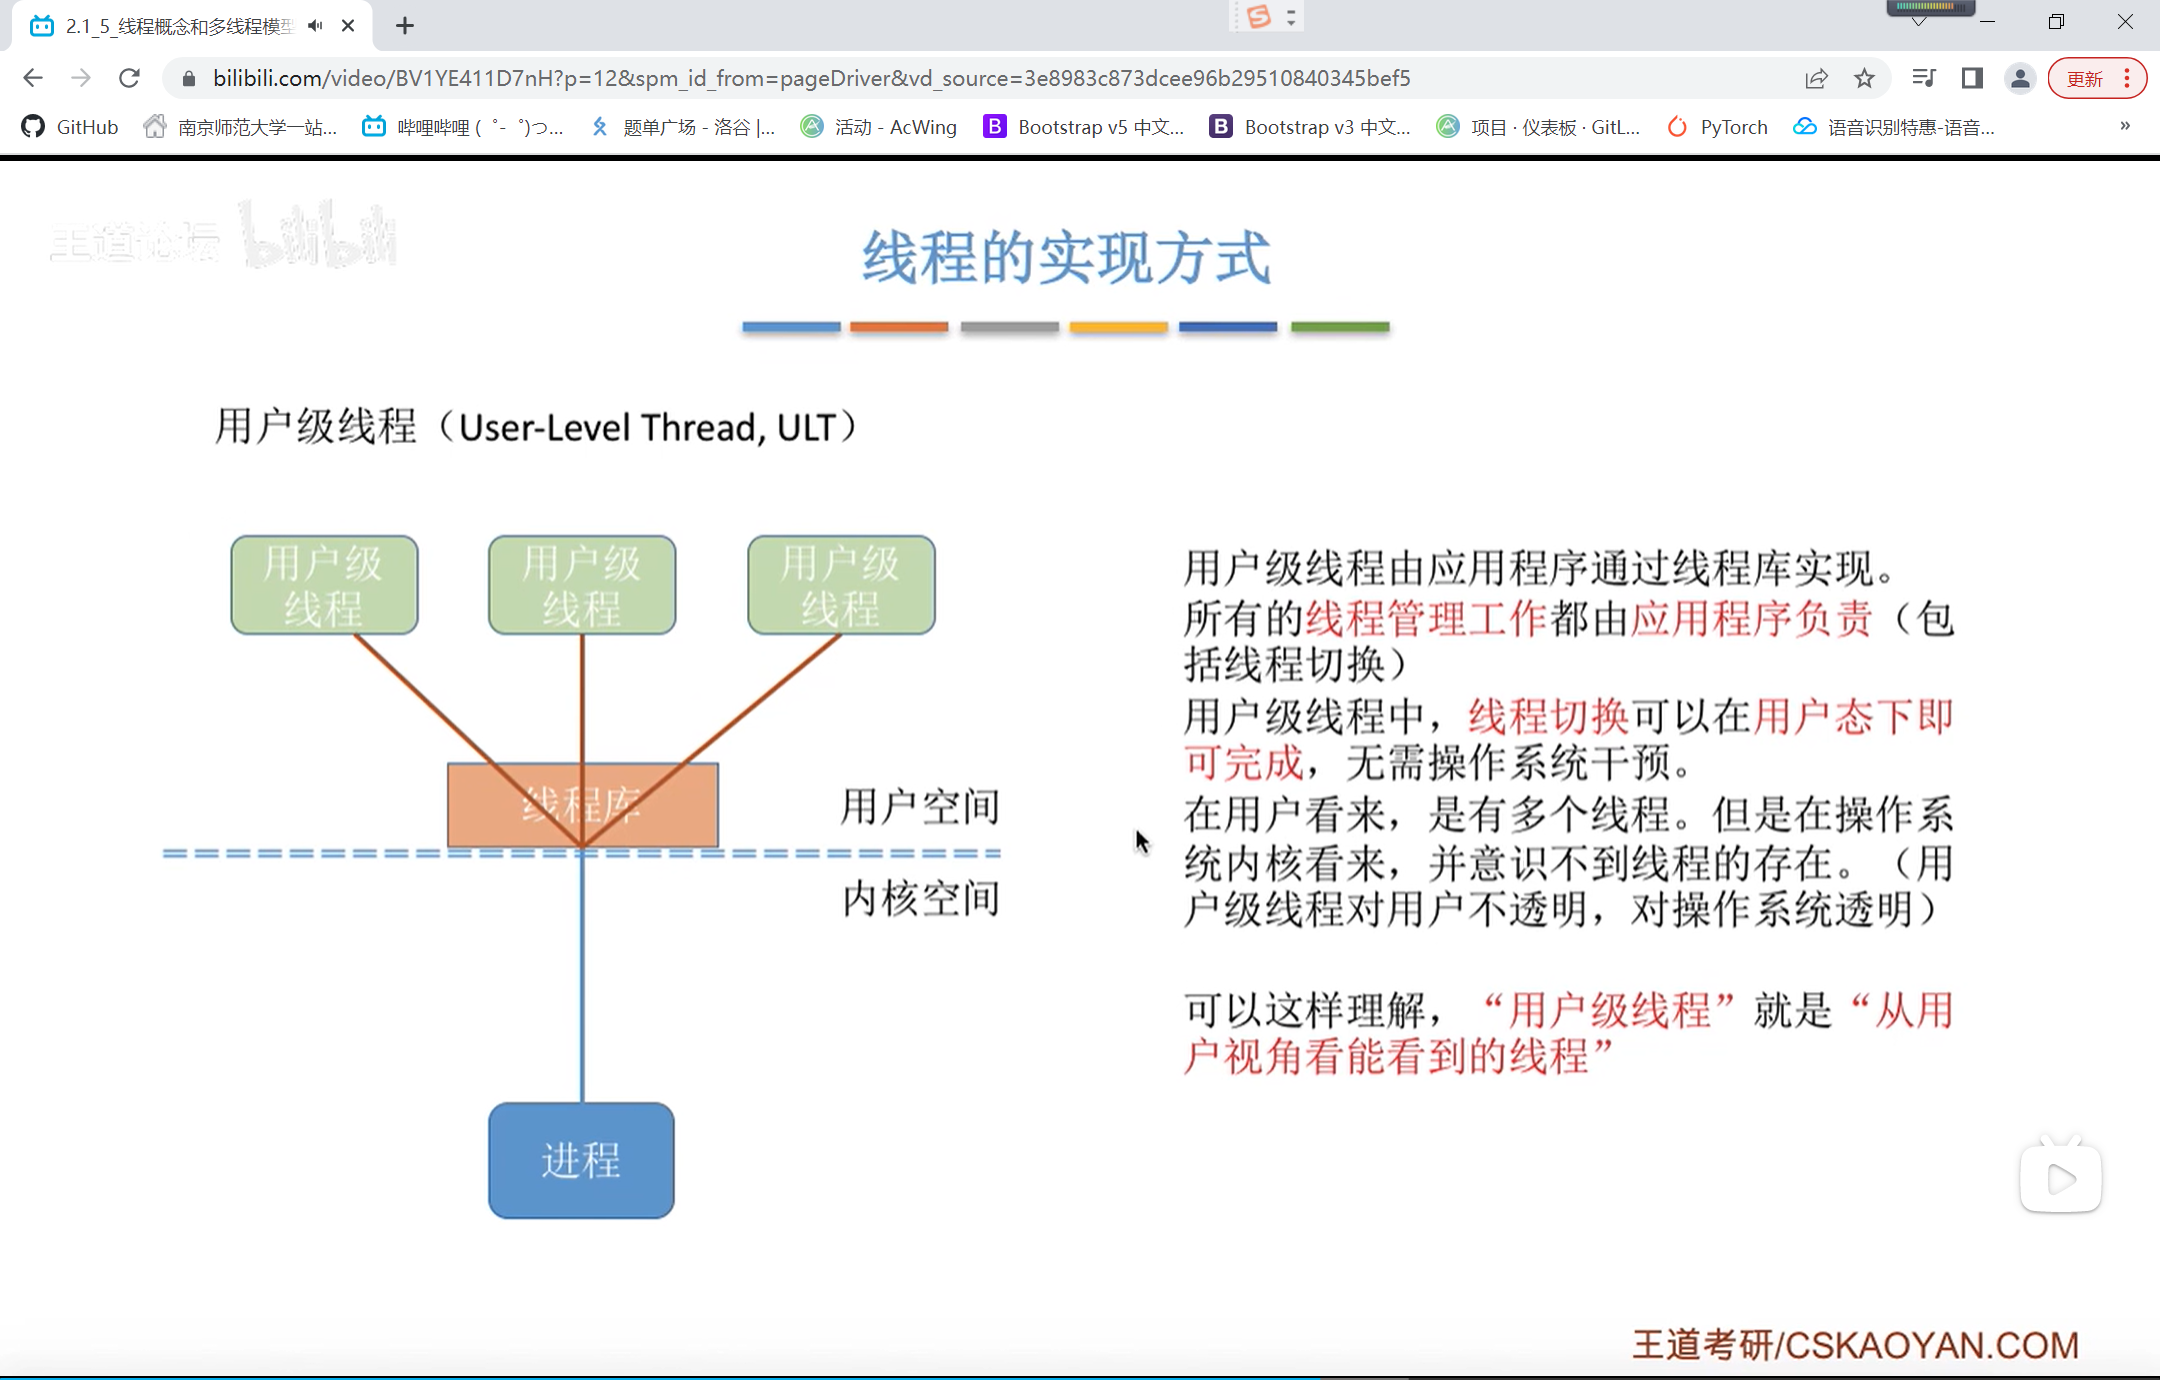 2.1_5_线程概念和多线程模型
bilibili.com/video/BV1YE411D7nH?p=12&spm_id_from=pageDriver&vd_source=3e8983c873dcee96b29510840345bef5
更新
GitHub
南京师范大学一站...
哔哩哔哩 (゜-゜)つ...
题单广场 - 洛谷 |...
活动 - AcWing
Bootstrap v5 中文...
Bootstrap v3 中文...
项目 · 仪表板 · GitL...
PyTorch
语音识别特惠-语音...
»
王道论坛 bilibili
线程的实现方式
用户级线程（User-Level Thread, ULT）
用户级
线程
用户级
线程
用户级
线程
线程库
用户空间
内核空间
进程
用户级线程由应用程序通过线程库实现。
所有的线程管理工作都由应用程序负责（包
括线程切换）
用户级线程中，线程切换可以在用户态下即
可完成，无需操作系统干预。
在用户看来，是有多个线程。但是在操作系
统内核看来，并意识不到线程的存在。（用
户级线程对用户不透明，对操作系统透明）
可以这样理解，“用户级线程”就是“从用
户视角看能看到的线程”
王道考研/CSKAOYAN.COM